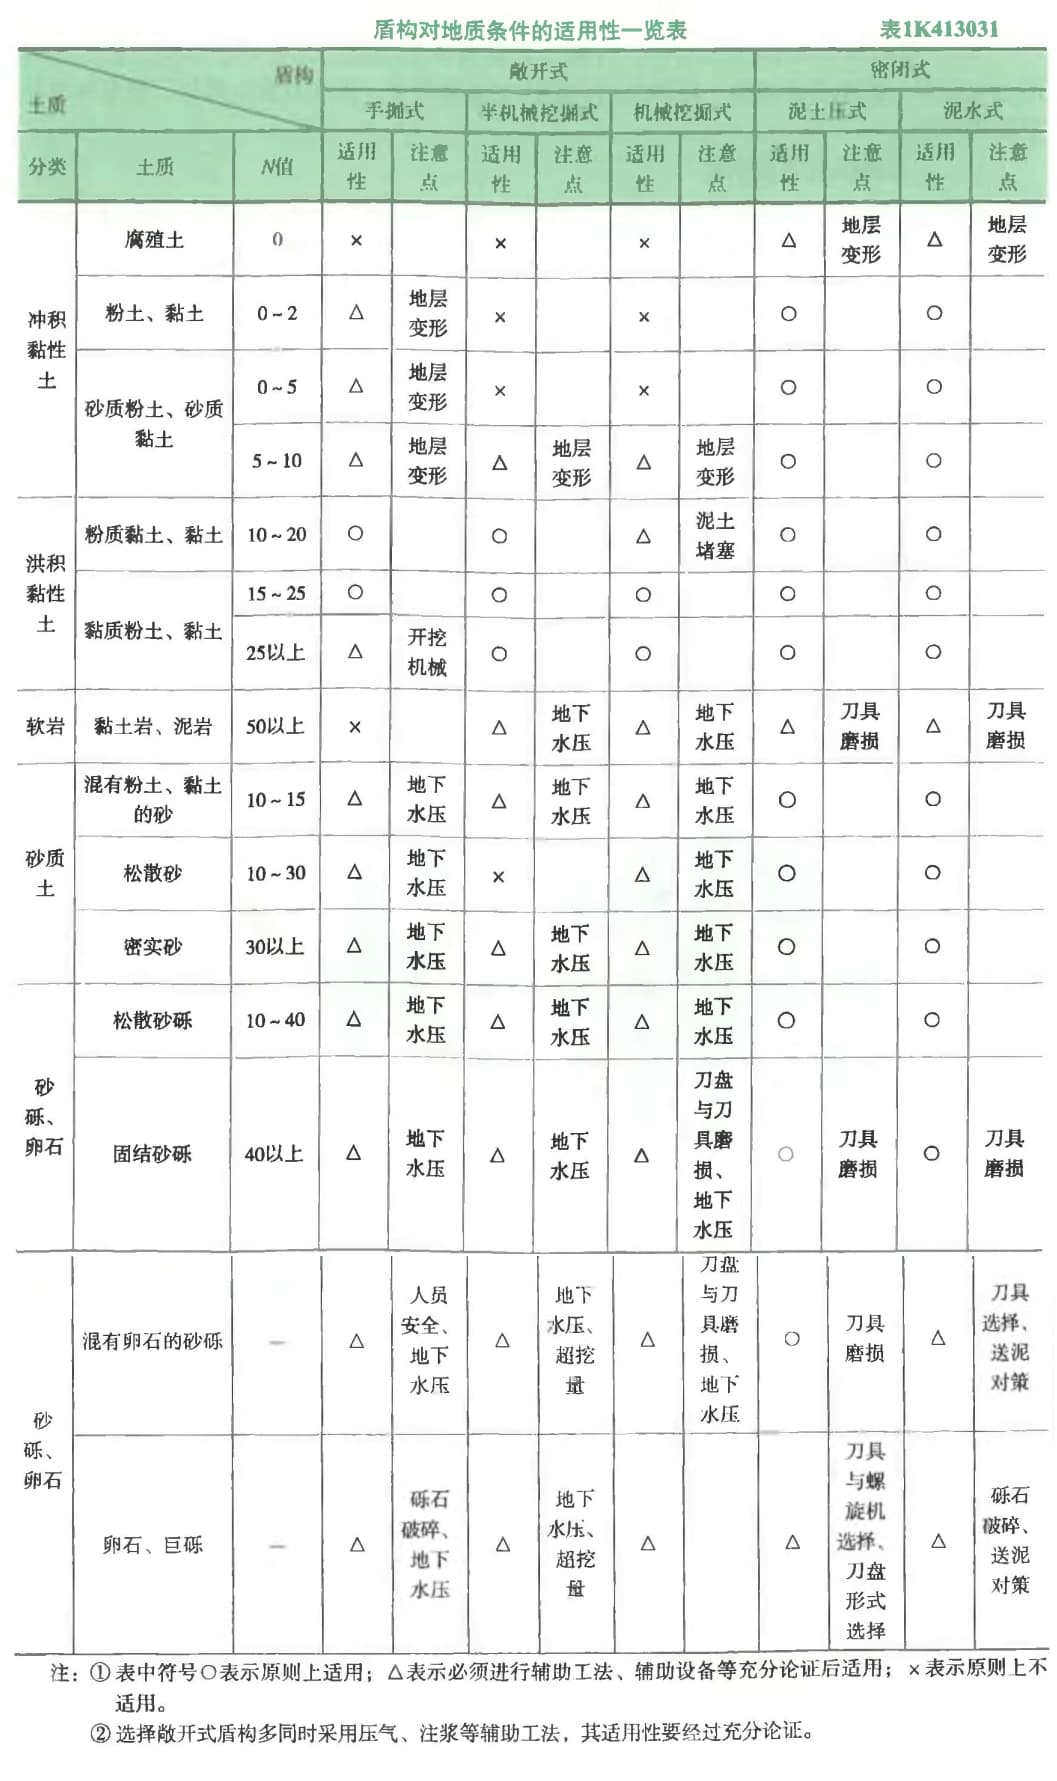 盾构对地质条件的适用性一览表 表1K413031
盾构 敞开式 密闭式
土质
手掘式 半机械挖掘式 机械挖掘式 泥土压式 泥水式
分类 土质 N值 适用性 注意点 适用性 注意点 适用性 注意点 适用性 注意点 适用性 注意点
冲积黏性土 腐殖土 0 × × × △ 地层变形 △ 地层变形
粉土、黏土 0~2 △ 地层变形 × × ○ ○
砂质粉土、砂质黏土 0~5 △ 地层变形 × × ○ ○
5~10 △ 地层变形 △ 地层变形 △ 地层变形 ○ ○
洪积黏性土 粉质黏土、黏土 10~20 ○ ○ △ 泥土堵塞 ○ ○
黏质粉土、黏土 15~25 ○ ○ ○ ○ ○
25以上 △ 开挖机械 ○ ○ ○ ○
软岩 黏土岩、泥岩 50以上 × △ 地下水压 △ 地下水压 △ 刀具磨损 △ 刀具磨损
砂质土 混有粉土、黏土的砂 10~15 △ 地下水压 △ 地下水压 △ 地下水压 ○ ○
松散砂 10~30 △ 地下水压 × △ 地下水压 ○ ○
密实砂 30以上 △ 地下水压 △ 地下水压 △ 地下水压 ○ ○
砂砾、卵石 松散砂砾 10~40 △ 地下水压 △ 地下水压 △ 地下水压 ○ ○
固结砂砾 40以上 △ 地下水压 △ 地下水压 △ 刀盘与刀具磨损、地下水压 ○ 刀具磨损 ○ 刀具磨损
砂砾、卵石 混有卵石的砂砾 — △ 人员安全、地下水压 △ 地下水压、超挖量 △ 刀盘与刀具磨损、地下水压 ○ 刀具磨损 △ 刀具选择、送泥对策
卵石、巨砾 — △ 砾石破碎、地下水压 △ 地下水压、超挖量 △ △ 刀具与螺旋机选择、刀盘形式选择 △ 砾石破碎、送泥对策
注：① 表中符号○表示原则上适用；△表示必须进行辅助工法、辅助设备等充分论证后适用；×表示原则上不
适用。
② 选择敞开式盾构多同时采用压气、注浆等辅助工法，其适用性要经过充分论证。